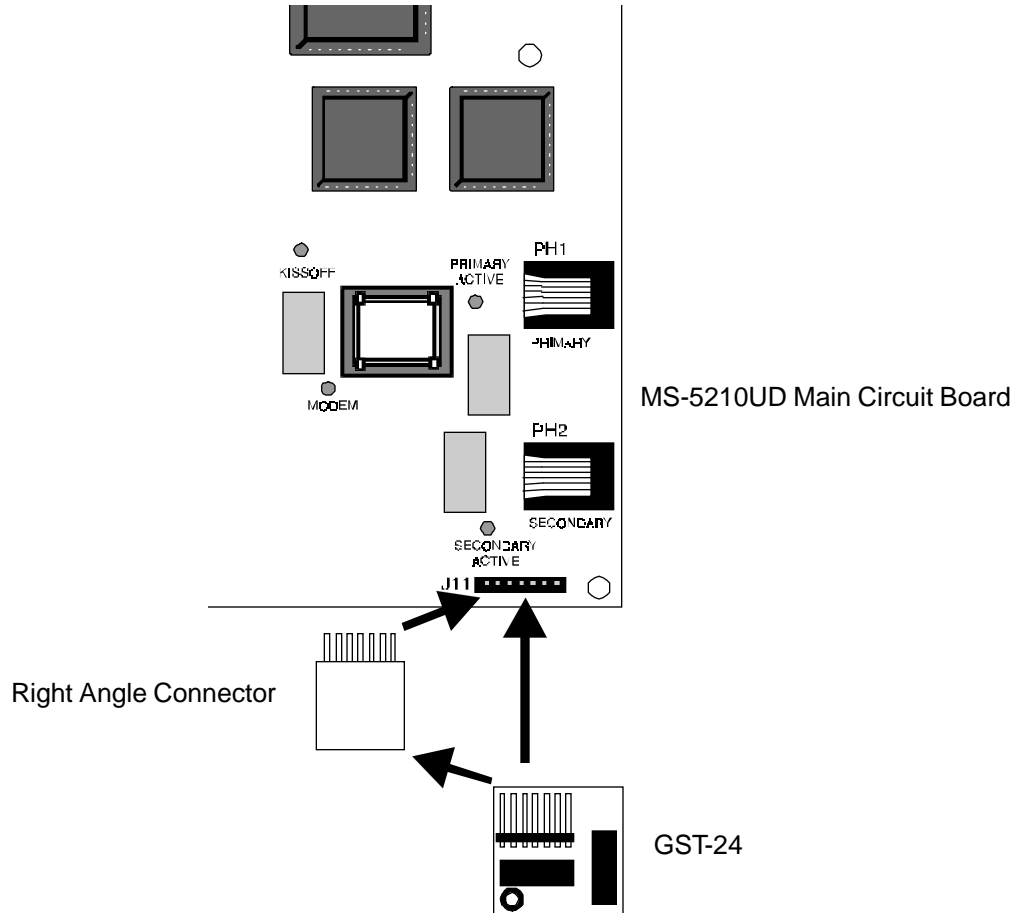 PH1
KISSOFF
PRIMARY
ACTIVE
PRIMARY
MODEM
MS-5210UD Main Circuit Board
PH2
SECONDARY
SECONDARY
ACTIVE
J11
Right Angle Connector
GST-24